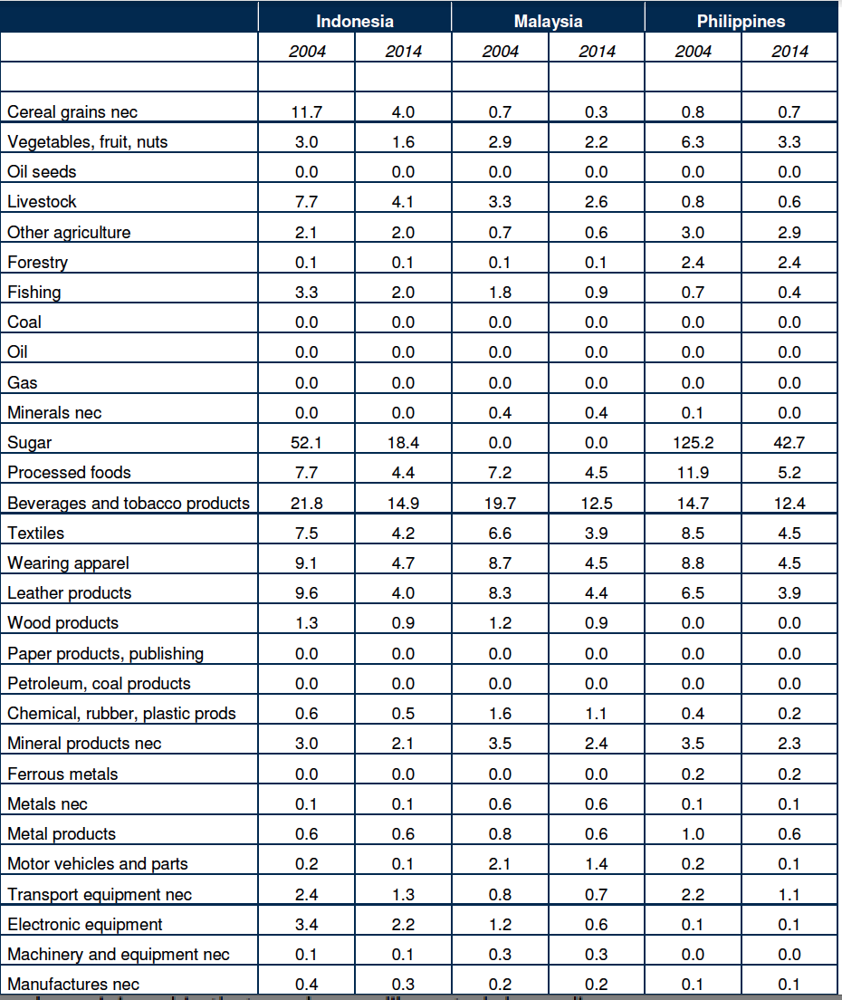 Indonesia Malaysia Philippines
2004 2014 2004 2014 2004 2014
Cereal grains nec 11.7 4.0 0.7 0.3 0.8 0.7
Vegetables, fruit, nuts 3.0 1.6 2.9 2.2 6.3 3.3
Oil seeds 0.0 0.0 0.0 0.0 0.0 0.0
Livestock 7.7 4.1 3.3 2.6 0.8 0.6
Other agriculture 2.1 2.0 0.7 0.6 3.0 2.9
Forestry 0.1 0.1 0.1 0.1 2.4 2.4
Fishing 3.3 2.0 1.8 0.9 0.7 0.4
Coal 0.0 0.0 0.0 0.0 0.0 0.0
Oil 0.0 0.0 0.0 0.0 0.0 0.0
Gas 0.0 0.0 0.0 0.0 0.0 0.0
Minerals nec 0.0 0.0 0.4 0.4 0.1 0.0
Sugar 52.1 18.4 0.0 0.0 125.2 42.7
Processed foods 7.7 4.4 7.2 4.5 11.9 5.2
Beverages and tobacco products 21.8 14.9 19.7 12.5 14.7 12.4
Textiles 7.5 4.2 6.6 3.9 8.5 4.5
Wearing apparel 9.1 4.7 8.7 4.5 8.8 4.5
Leather products 9.6 4.0 8.3 4.4 6.5 3.9
Wood products 1.3 0.9 1.2 0.9 0.0 0.0
Paper products, publishing 0.0 0.0 0.0 0.0 0.0 0.0
Petroleum, coal products 0.0 0.0 0.0 0.0 0.0 0.0
Chemical, rubber, plastic prods 0.6 0.5 1.6 1.1 0.4 0.2
Mineral products nec 3.0 2.1 3.5 2.4 3.5 2.3
Ferrous metals 0.0 0.0 0.0 0.0 0.2 0.2
Metals nec 0.1 0.1 0.6 0.6 0.1 0.1
Metal products 0.6 0.6 0.8 0.6 1.0 0.6
Motor vehicles and parts 0.2 0.1 2.1 1.4 0.2 0.1
Transport equipment nec 2.4 1.3 0.8 0.7 2.2 1.1
Electronic equipment 3.4 2.2 1.2 0.6 0.1 0.1
Machinery and equipment nec 0.1 0.1 0.3 0.3 0.0 0.0
Manufactures nec 0.4 0.3 0.2 0.2 0.1 0.1